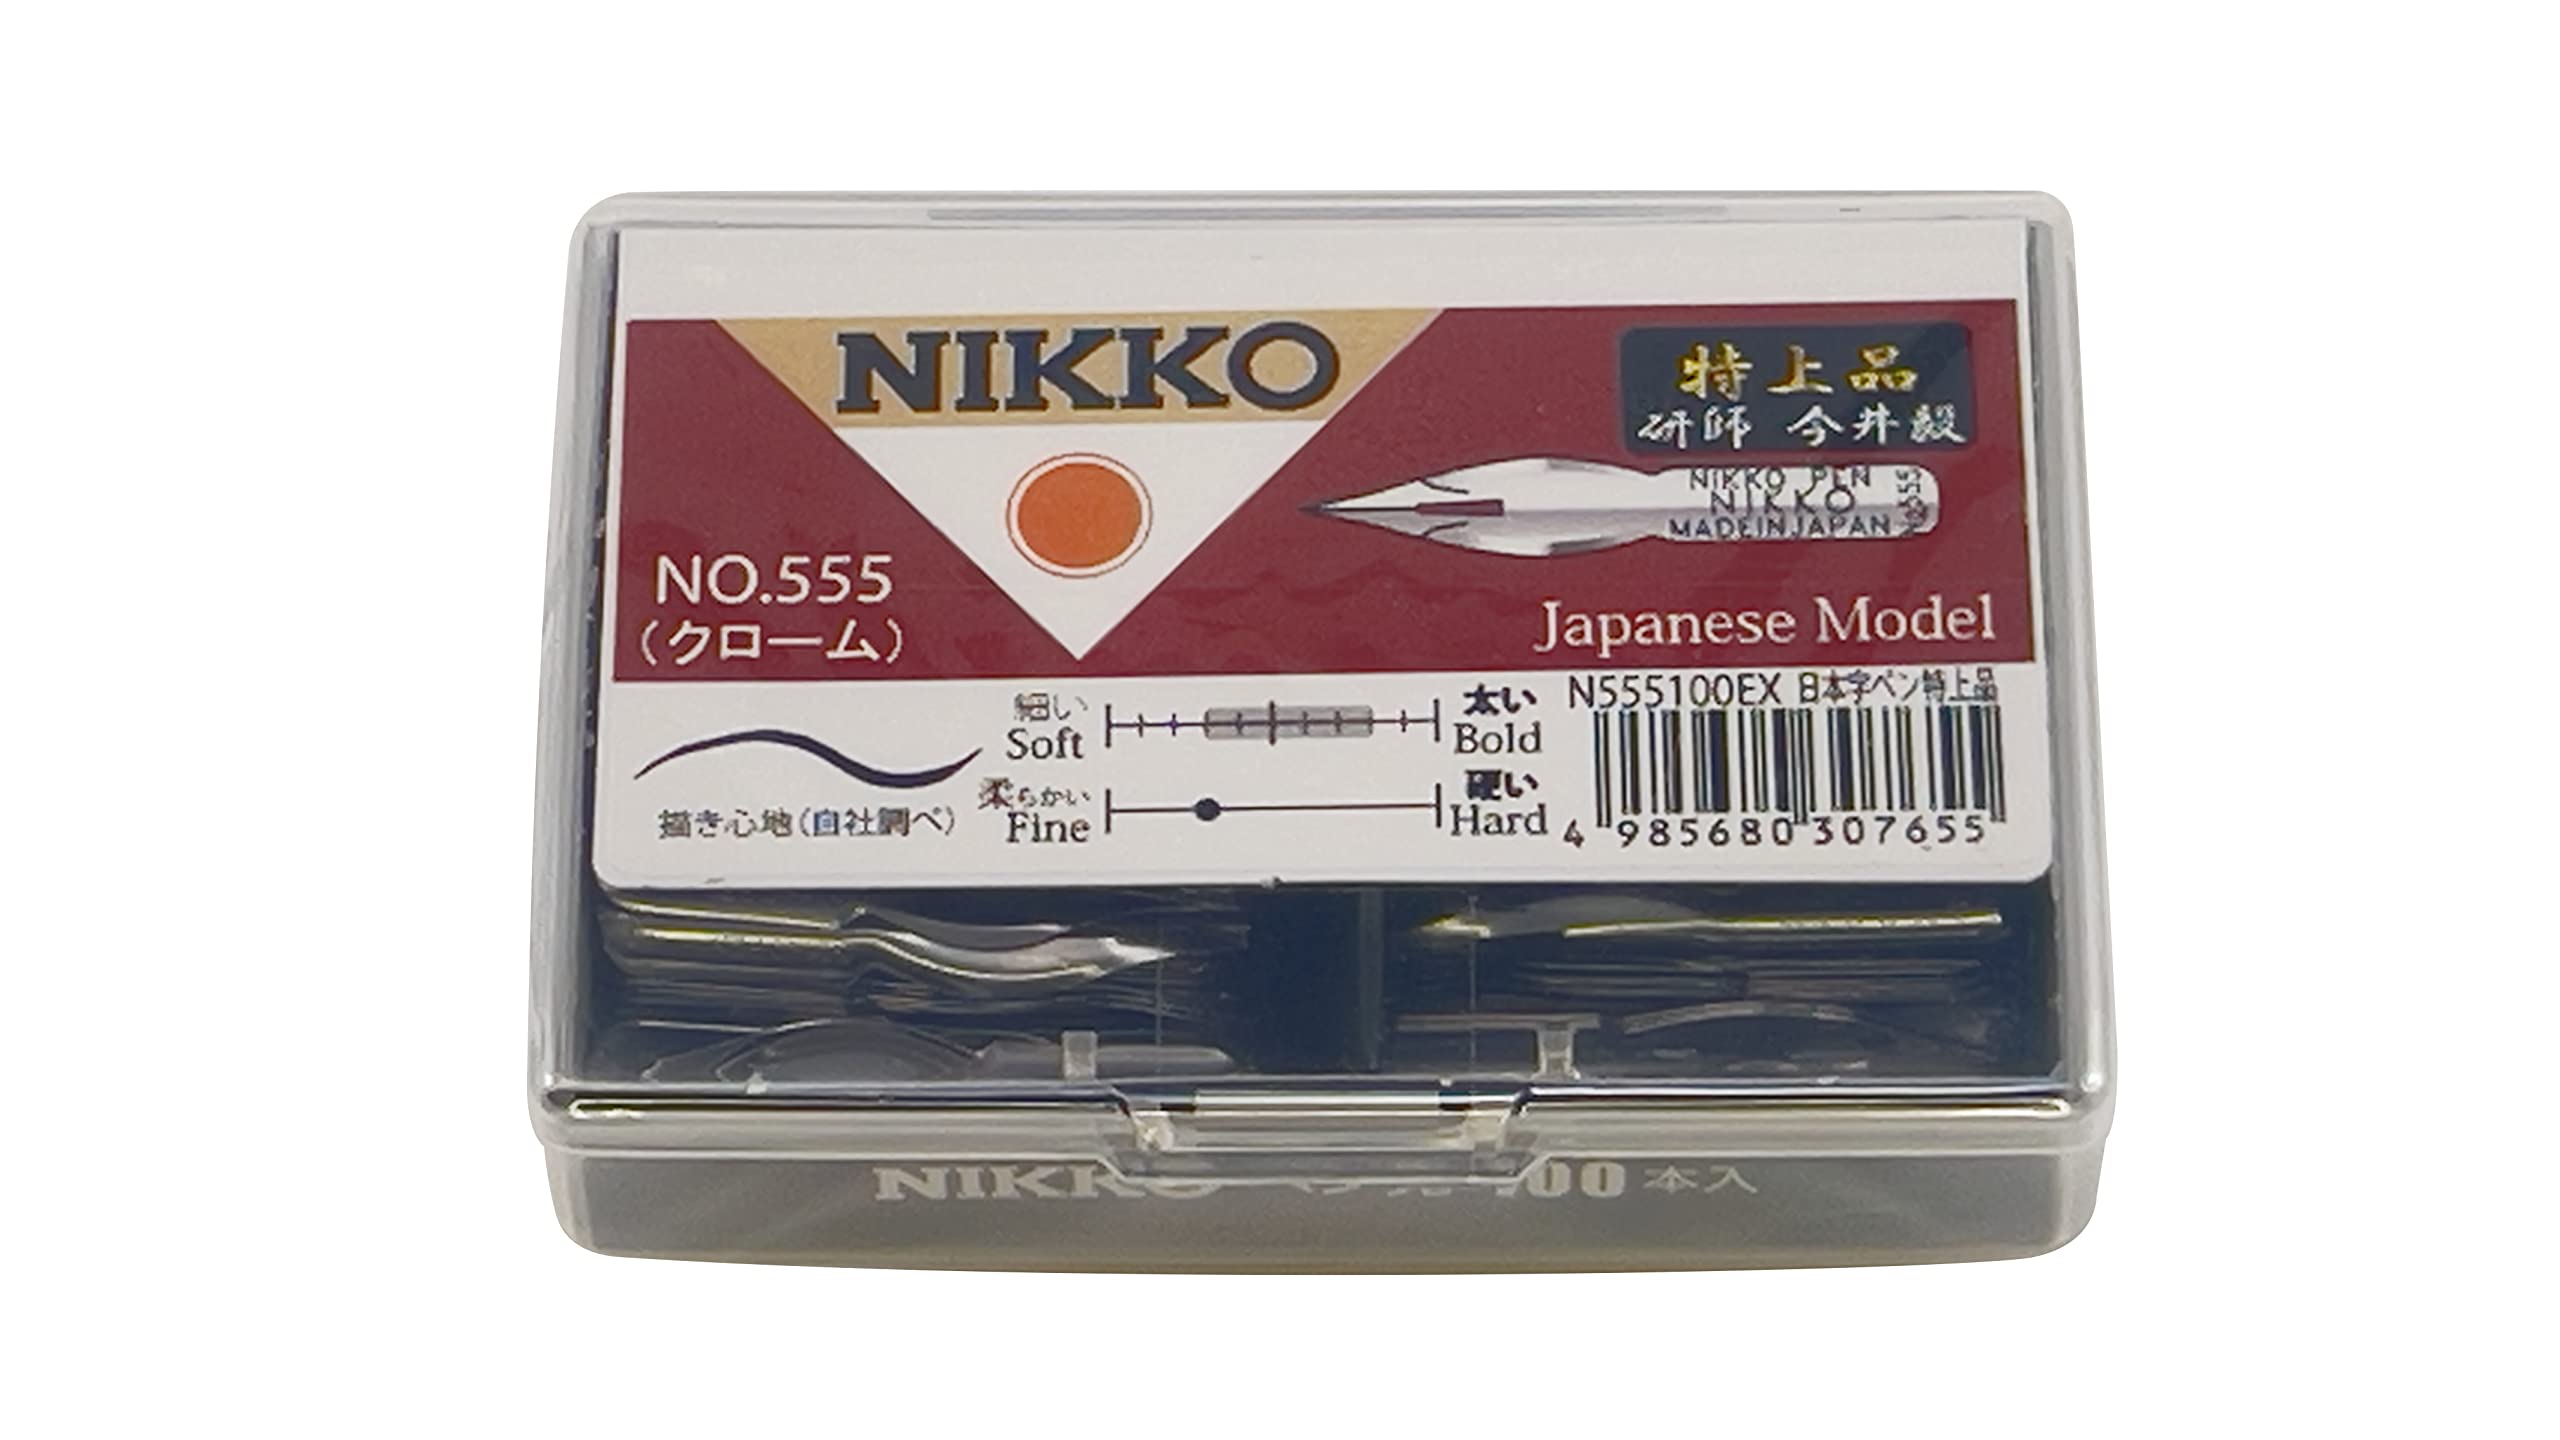 NIKKO
特上品
研師 今井毅
NIKKO PEN
NIKKO
MADE IN JAPAN
NO.555
(クローム)
Japanese Model
細い
Soft
太い
Bold
柔らかい
Fine
硬い
Hard
描き心地(自社調べ)
N555100EX 日本字ペン特上品
4 985680 307655
100本入